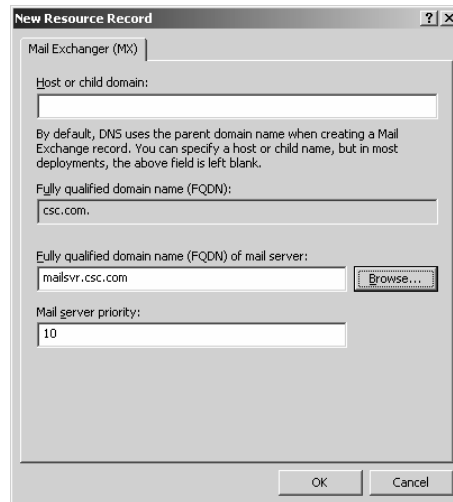 New Resource Record
Mail Exchanger (MX)
Host or child domain:
By default, DNS uses the parent domain name when creating a Mail
Exchange record. You can specify a host or child name, but in most
deployments, the above field is left blank.
Fully qualified domain name (FQDN):
csc.com.
Fully qualified domain name (FQDN) of mail server:
mailsvr.csc.com
Browse...
Mail server priority:
10
OK
Cancel